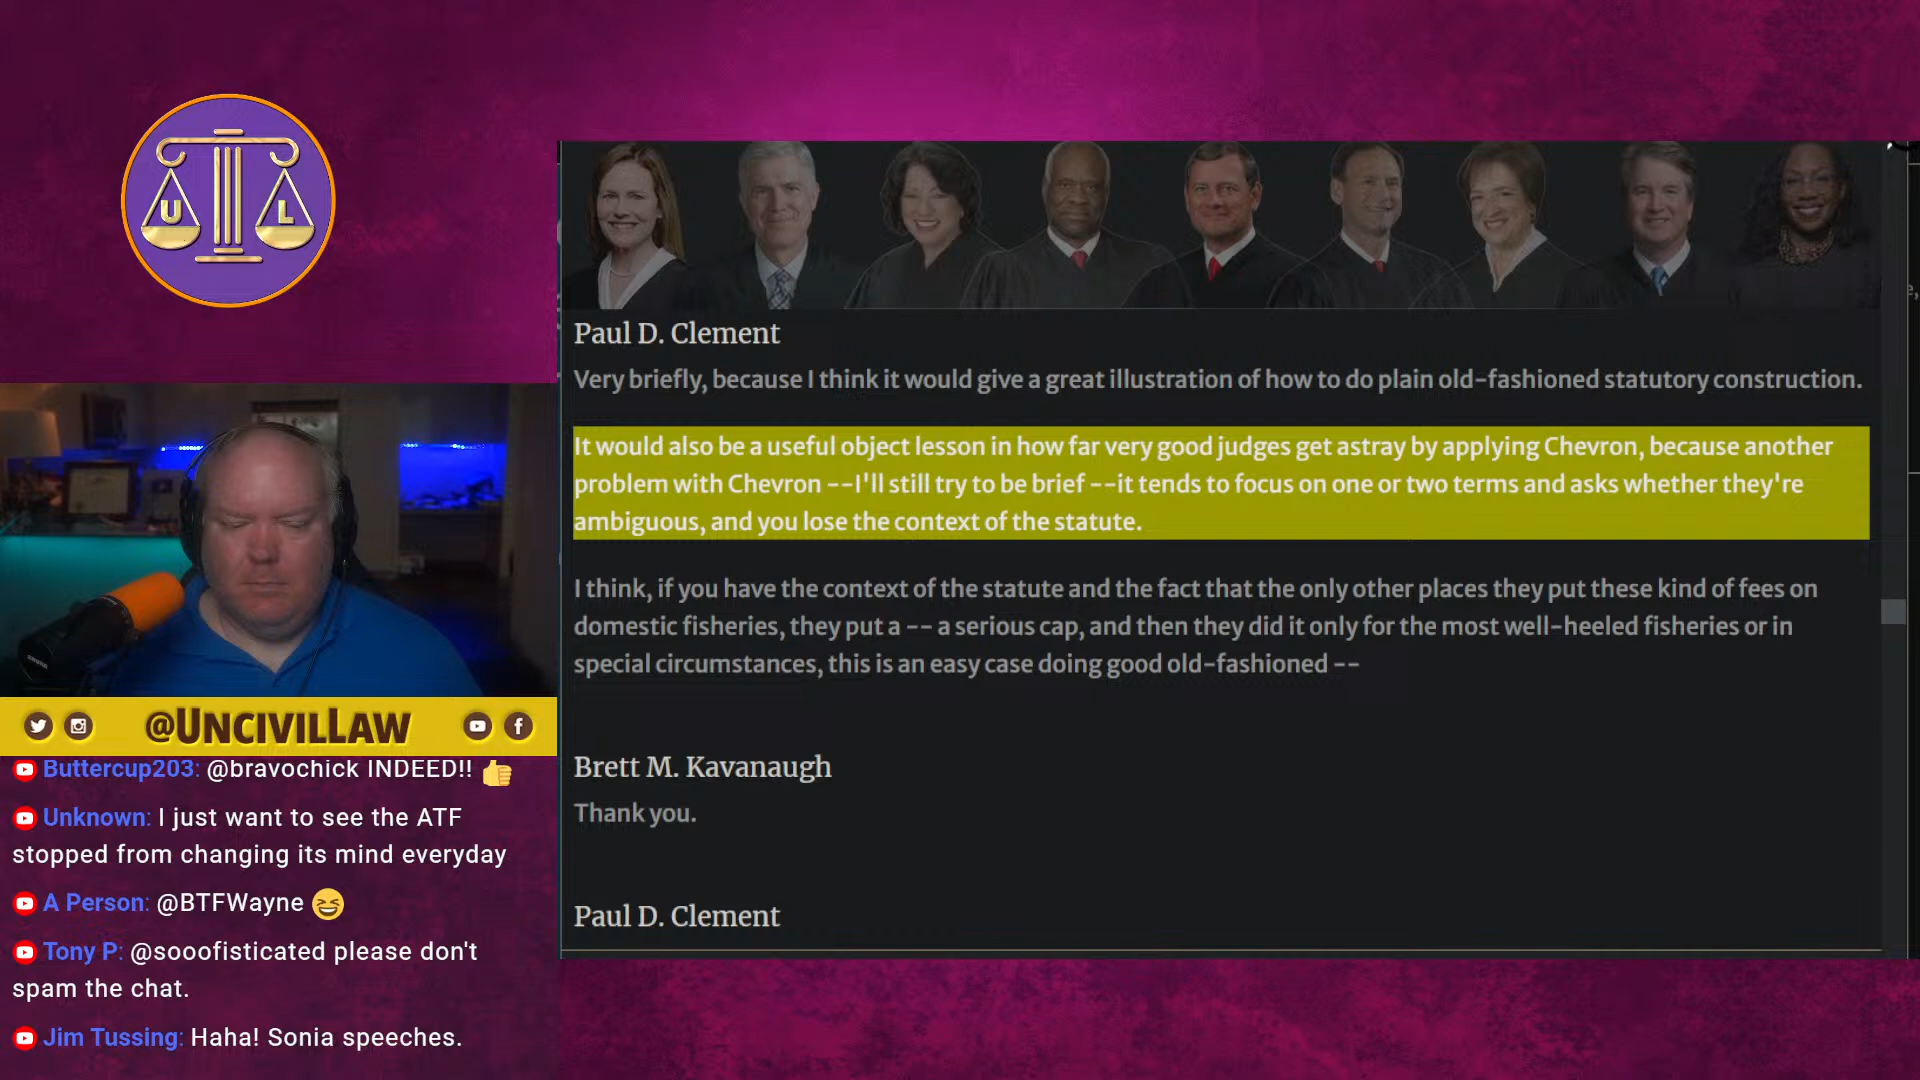 U L
Paul D. Clement
Very briefly, because I think it would give a great illustration of how to do plain old-fashioned statutory construction.
It would also be a useful object lesson in how far very good judges get astray by applying Chevron, because another
problem with Chevron --I'll still try to be brief --it tends to focus on one or two terms and asks whether they're
ambiguous, and you lose the context of the statute.
I think, if you have the context of the statute and the fact that the only other places they put these kind of fees on
domestic fisheries, they put a -- a serious cap, and then they did it only for the most well-heeled fisheries or in
special circumstances, this is an easy case doing good old-fashioned --
Brett M. Kavanaugh
Thank you.
Paul D. Clement
@UNCIVILLAW
Buttercup203: @bravochick INDEED!!
Unknown: I just want to see the ATF
stopped from changing its mind everyday
A Person: @BTFWayne
Tony P: @sooofisticated please don't
spam the chat.
Jim Tussing: Haha! Sonia speeches.